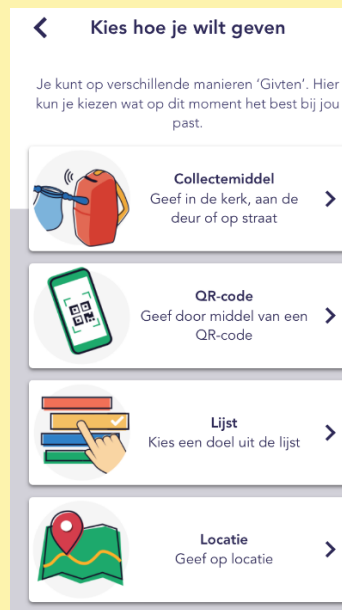 Kies hoe je wilt geven
Je kunt op verschillende manieren ‘Givten’. Hier
kun je kiezen wat op dit moment het best bij jou
past.
Collectemiddel
Geef in de kerk, aan de
deur of op straat
QR-code
Geef door middel van een
QR-code
Lijst
Kies een doel uit de lijst
Locatie
Geef op locatie